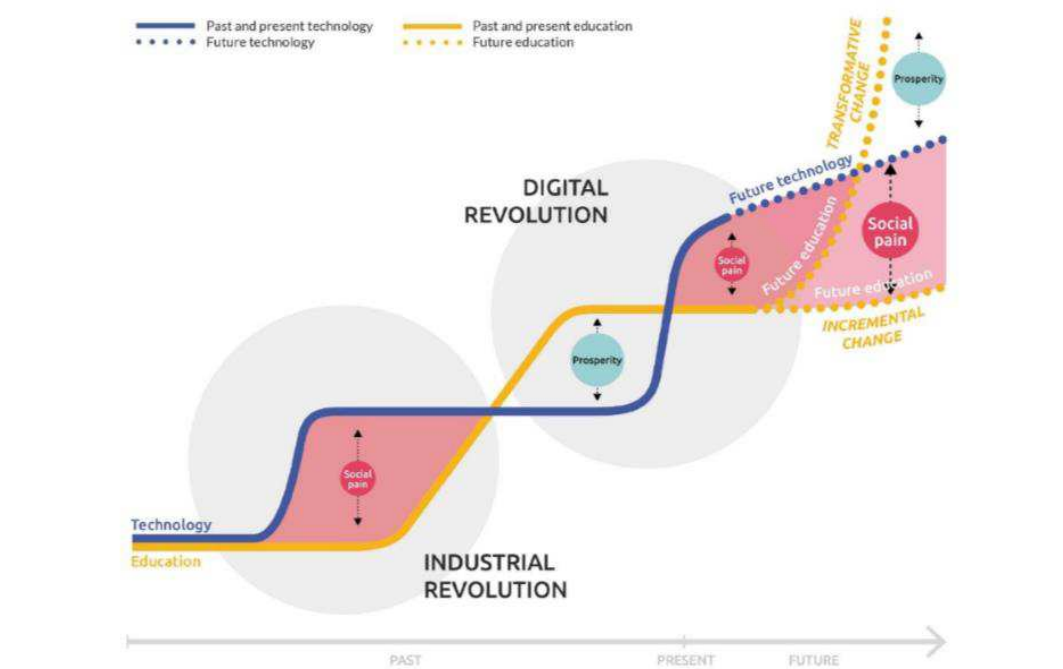 Past and present technology
Past and present education
Future technology
Future education
TRANSFORMATIVE
CHANGE
Prosperity
Future technology
DIGITAL
REVOLUTION
Social
pain
Future education
Social
pain
Future education
INCREMENTAL
CHANGE
Prosperity
Social
pain
Technology
Education
INDUSTRIAL
REVOLUTION
PAST
PRESENT
FUTURE